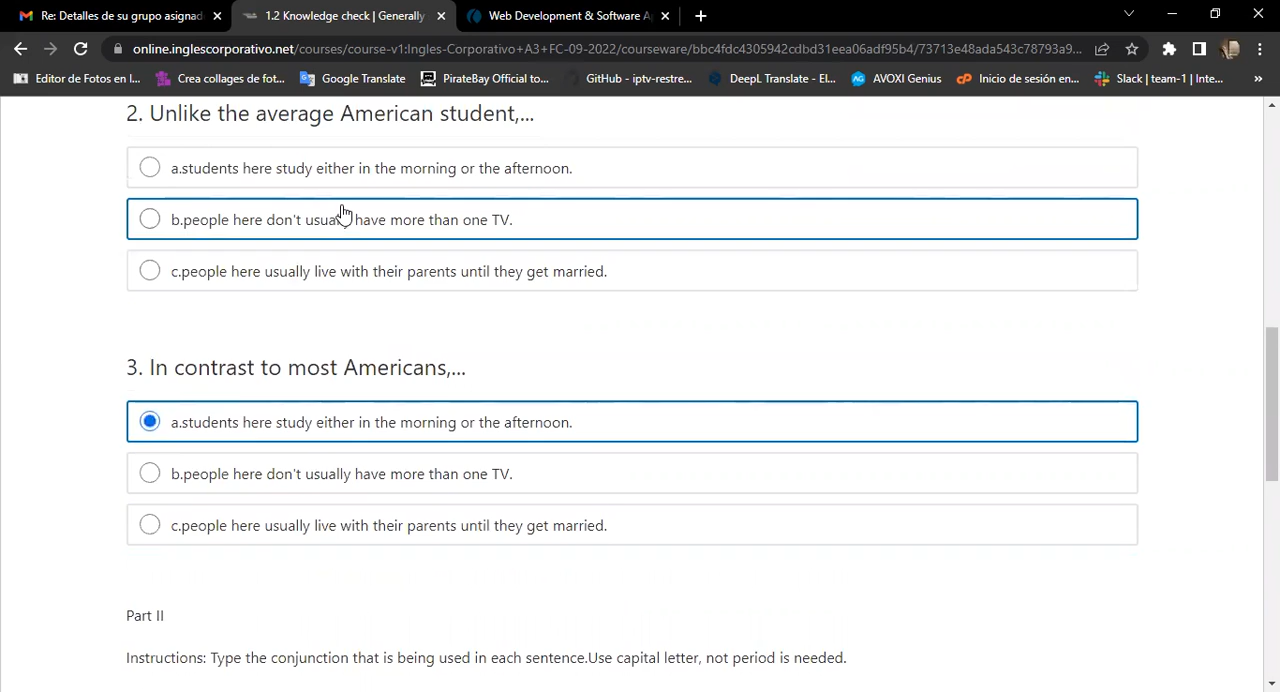 Re: Detalles de su grupo asignad
1.2 Knowledge check | Generally
Web Development & Software A
online.inglescorporativo.net/courses/course-v1:Ingles-Corporativo+A3+FC-09-2022/courseware/bbc4fdc4305942cdbd31eea06adf95b4/73713e48ada543c78793a9...
Editor de Fotos en l... Crea collages de fot... Google Translate PirateBay Official to... GitHub - iptv-restre... DeepL Translate - El... AVOXI Genius Inicio de sesión en... Slack | team-1 | Inte... »
2. Unlike the average American student,...
a.students here study either in the morning or the afternoon.
b.people here don't usually have more than one TV.
c.people here usually live with their parents until they get married.
3. In contrast to most Americans,...
a.students here study either in the morning or the afternoon.
b.people here don't usually have more than one TV.
c.people here usually live with their parents until they get married.
Part II
Instructions: Type the conjunction that is being used in each sentence.Use capital letter, not period is needed.